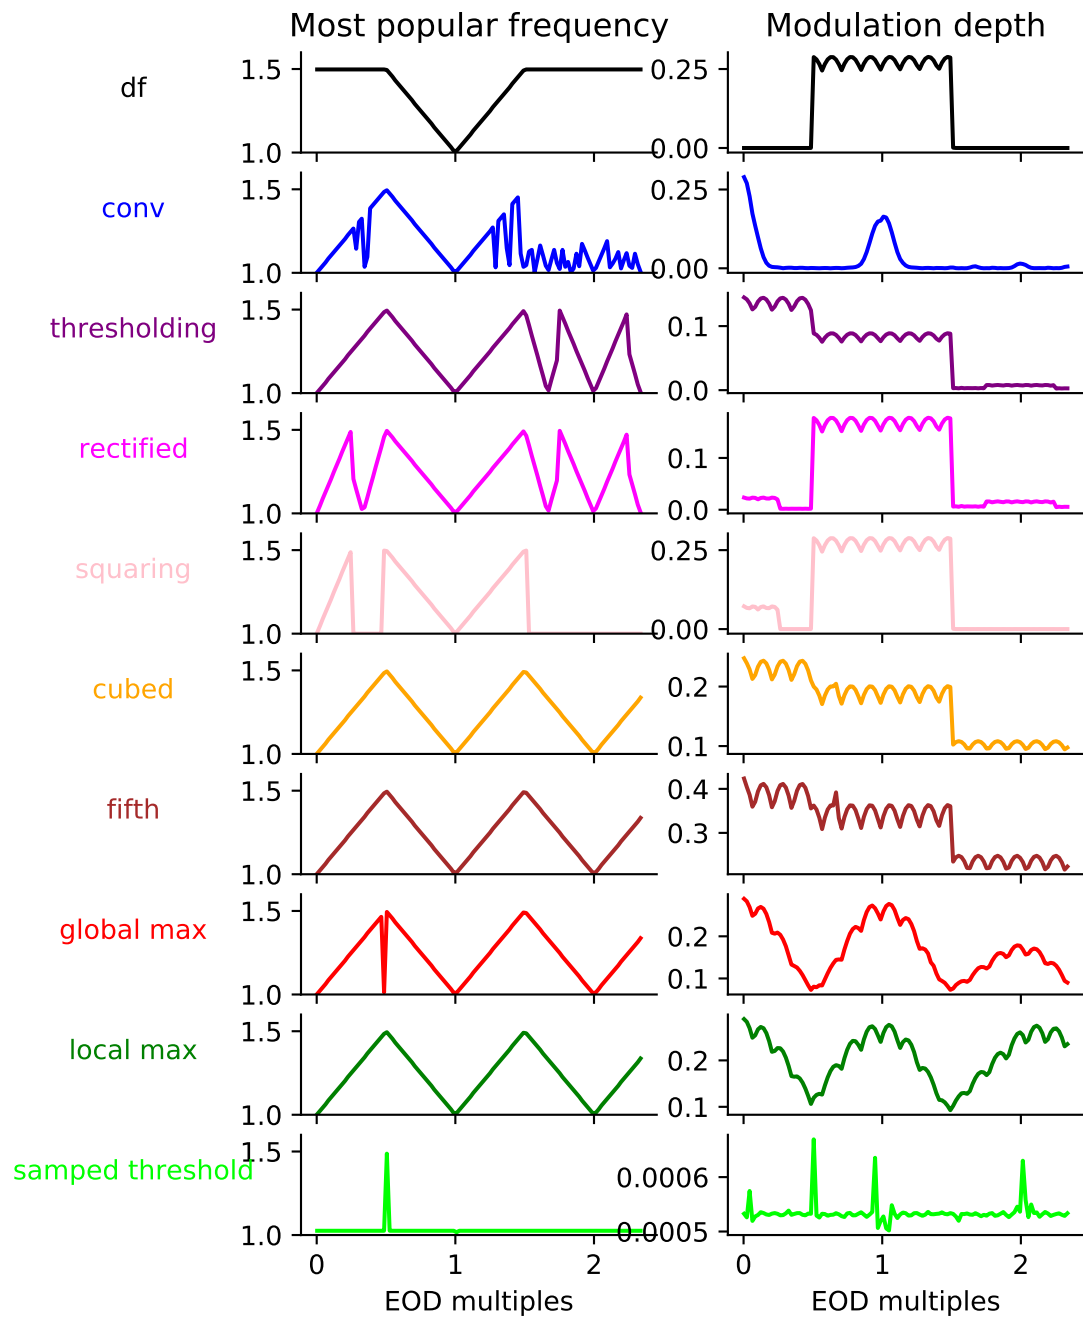 Most popular frequency Modulation depth
df 1.5 1.0 0.25 0.00
conv 1.5 1.0 0.25 0.00
thresholding 1.5 1.0 0.1 0.0
rectified 1.5 1.0 0.1 0.0
squaring 1.5 1.0 0.25 0.00
cubed 1.5 1.0 0.2 0.1
fifth 1.5 1.0 0.4 0.3
global max 1.5 1.0 0.2 0.1
local max 1.5 1.0 0.2 0.1
samped threshold 1.5 1.0 0.0006 0.0005
0 1 2 0 1 2
EOD multiples EOD multiples